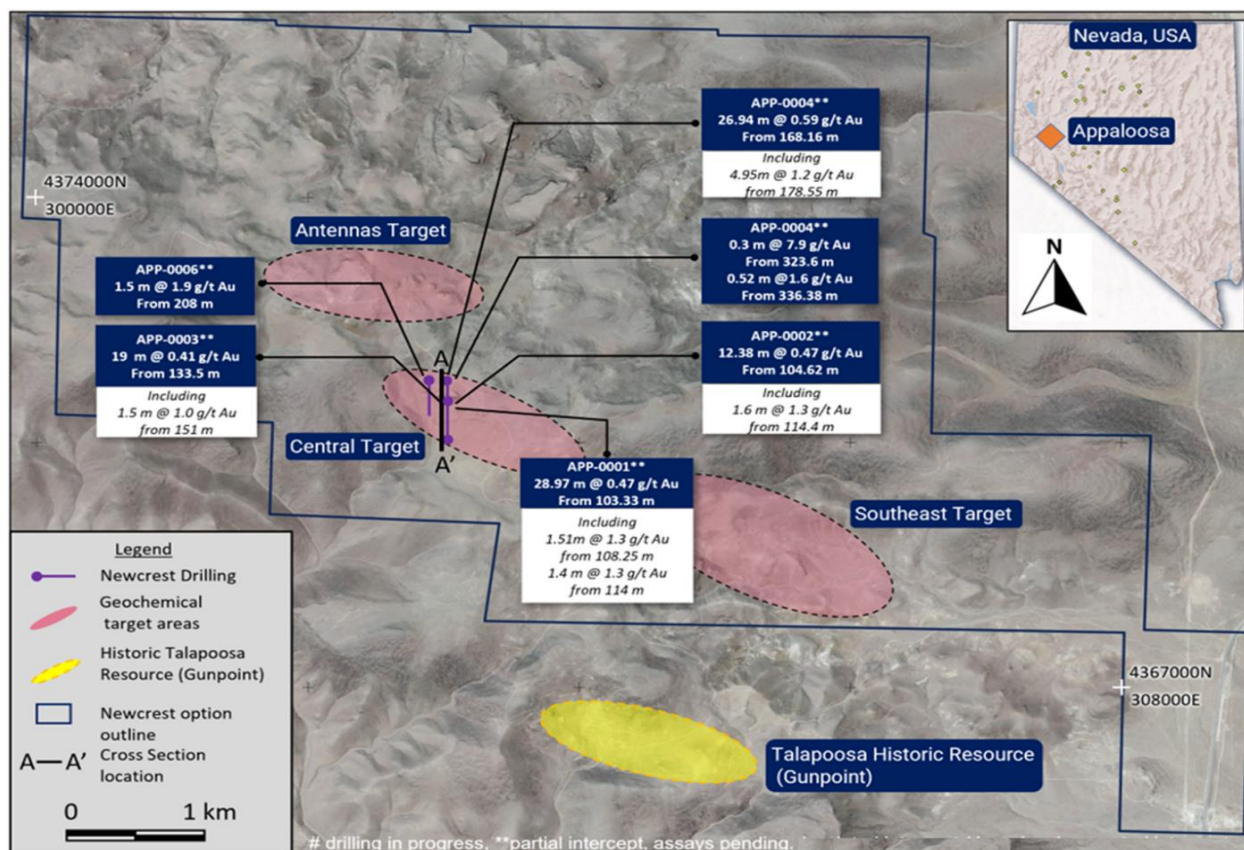 Nevada, USA
Appaloosa
N
4374000N
300000E
APP-0004**
26.94 m @ 0.59 g/t Au
From 168.16 m
Including
4.95m @ 1.2 g/t Au
from 178.55 m
Antennas Target
APP-0004**
0.3 m @ 7.9 g/t Au
From 323.6 m
0.52 m @1.6 g/t Au
From 336.38 m
APP-0006**
1.5 m @ 1.9 g/t Au
From 208 m
APP-0003**
19 m @ 0.41 g/t Au
From 133.5 m
Including
1.5 m @ 1.0 g/t Au
from 151 m
APP-0002**
12.38 m @ 0.47 g/t Au
From 104.62 m
Including
1.6 m @ 1.3 g/t Au
from 114.4 m
A
Central Target
A'
APP-0001**
28.97 m @ 0.47 g/t Au
From 103.33 m
Including
1.51m @ 1.3 g/t Au
from 108.25 m
1.4 m @ 1.3 g/t Au
from 114 m
Southeast Target
4367000N
308000E
Talapoosa Historic Resource
(Gunpoint)
Legend
Newcrest Drilling
Geochemical
target areas
Historic Talapoosa
Resource (Gunpoint)
Newcrest option
outline
A—A' Cross Section
location
0 1 km
# drilling in progress, **partial intercept, assays pending.